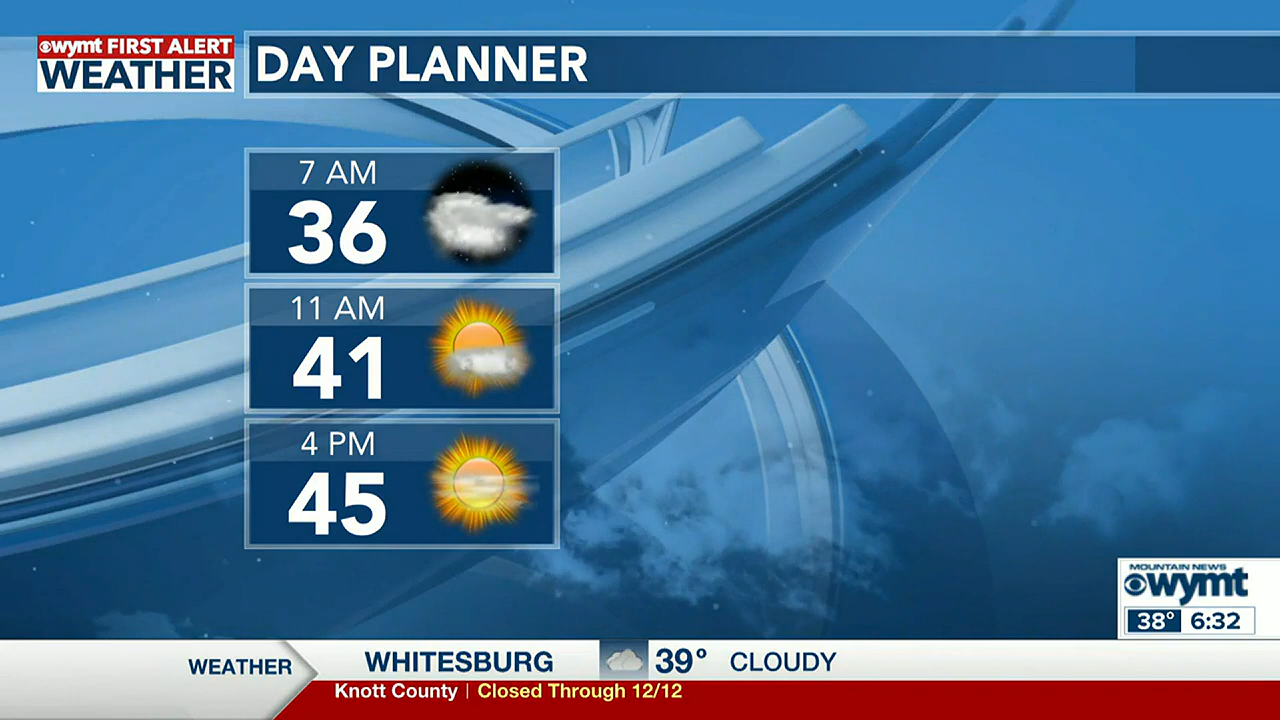 wymt FIRST ALERT
WEATHER
DAY PLANNER
7 AM
36
11 AM
41
4 PM
45
MOUNTAIN NEWS
wymt
38° 6:32
WEATHER
WHITESBURG 39° CLOUDY
Knott County | Closed Through 12/12